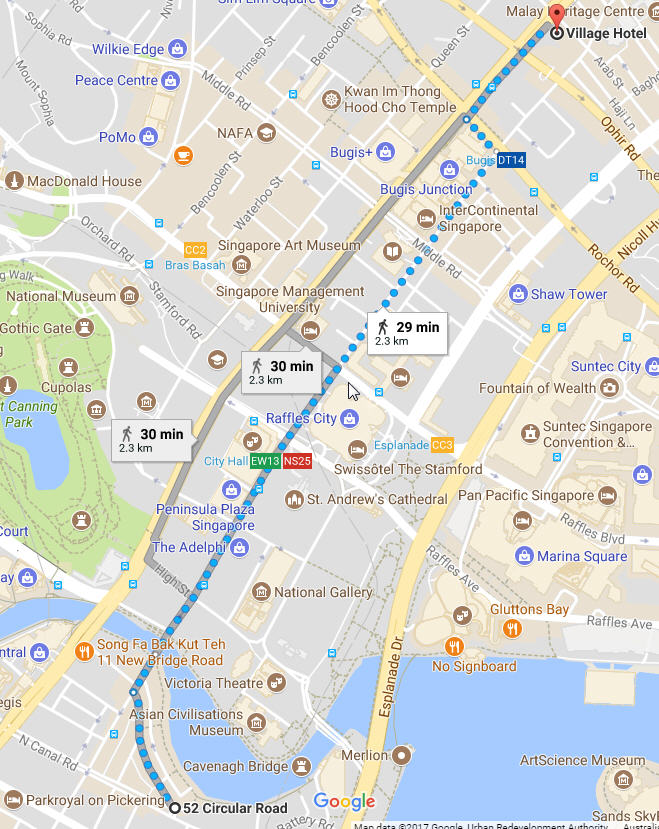 Sim Lim Square
Malay Heritage Centre
Sophia Rd
Village Hotel
Wilkie Edge
Prinsep St
Bencoolen St
Queen St
Arab St
Peace Centre
Middle Rd
Mount Sophia
Kwan Im Thong
Hood Cho Temple
Baghdad
Haji Ln
PoMo
NAFA
Ophir Rd
Bugis+
Bugis
DT14
MacDonald House
Bencoolen St
Waterloo St
Bugis Junction
The
InterContinental
Singapore
Orchard Rd
CC2
Bras Basah
Singapore Art Museum
Middle Rd
Rochor Rd
Nicoll
ng Walk
National Museum
Stamford Rd
Singapore Management
University
Shaw Tower
Gothic Gate
29 min
2.3 km
30 min
2.3 km
Suntec City
Cupolas
Fountain of Wealth
t Canning
Park
Raffles City
30 min
2.3 km
Suntec Singapore
Convention &...
City Hall
EW13
NS25
Esplanade
CC3
Swissôtel The Stamford
Peninsula Plaza
Singapore
St. Andrew's Cathedral
Pan Pacific Singapore
Court
Raffles Blvd
The Adelphi
Raffles Ave
Marina Square
High St
National Gallery
Gluttons Bay
Raffles Ave
Song Fa Bak Kut Teh
11 New Bridge Road
ntral
No Signboard
Victoria Theatre
Esplanade Dr
egis
Asian Civilisations
Museum
N Canal Rd
Merlion
ArtScience Museum
Cavenagh Bridge
Parkroyal on Pickering
52 Circular Road
Google
Battery Rd
Sands Sky
Map data ©2017 Google, Urban Redevelopment Authority
Australia